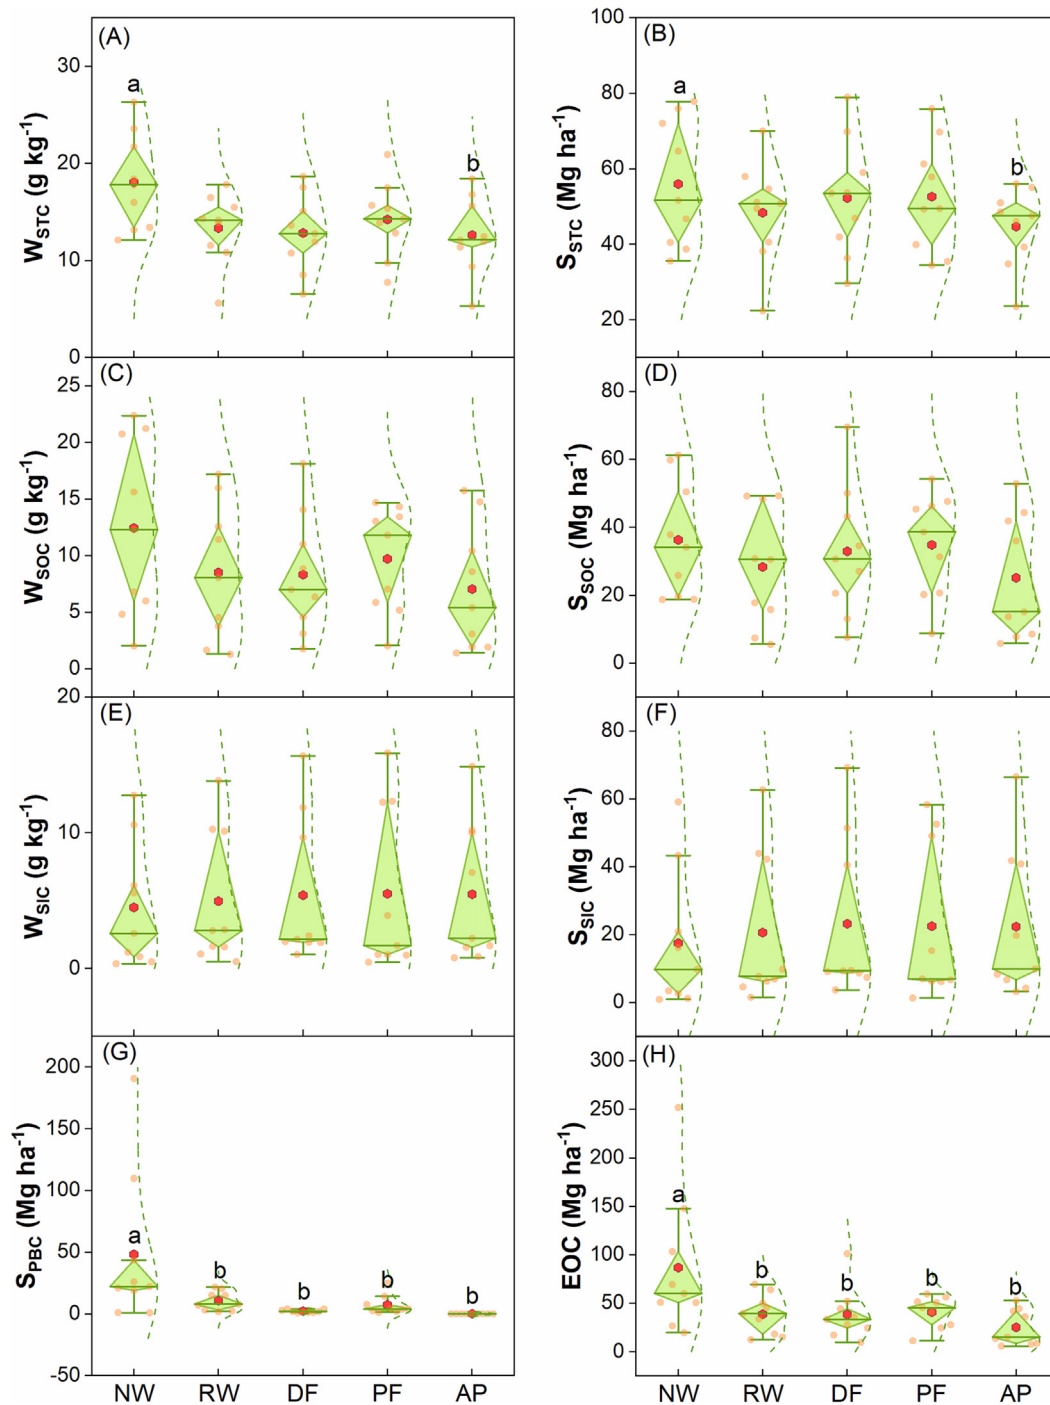 (A)
30
20
10
0
W_STC (g kg⁻¹)
a
b
(B)
100
80
60
40
20
S_STC (Mg ha⁻¹)
a
b
(C)
25
20
15
10
5
0
W_SOC (g kg⁻¹)
(D)
80
60
40
20
0
S_SOC (Mg ha⁻¹)
(E)
20
10
0
W_SIC (g kg⁻¹)
(F)
80
60
40
20
0
S_SIC (Mg ha⁻¹)
(G)
200
150
100
50
0
-50
S_PBC (Mg ha⁻¹)
a
b
b
b
b
NW RW DF PF AP
(H)
300
250
200
150
100
50
0
EOC (Mg ha⁻¹)
a
b
b
b
b
NW RW DF PF AP